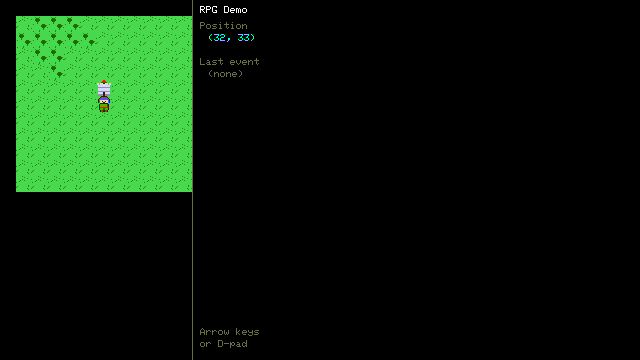 RPG Demo
Position
(32, 33)
Last event
(none)
Arrow keys
or D-pad